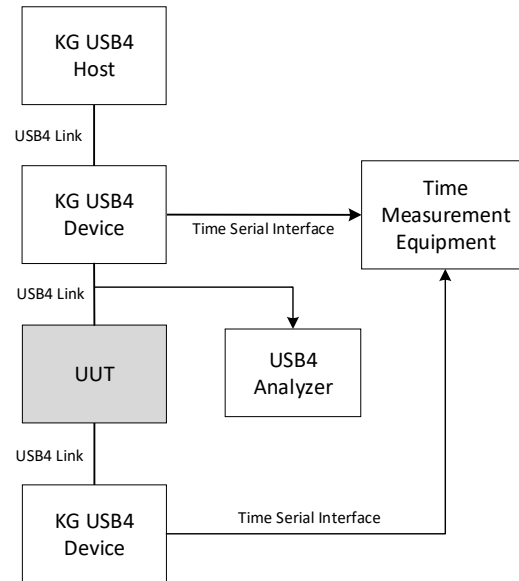 KG USB4
Host
USB4 Link
KG USB4
Device
Time Serial Interface
Time
Measurement
Equipment
USB4 Link
UUT
USB4
Analyzer
USB4 Link
KG USB4
Device
Time Serial Interface